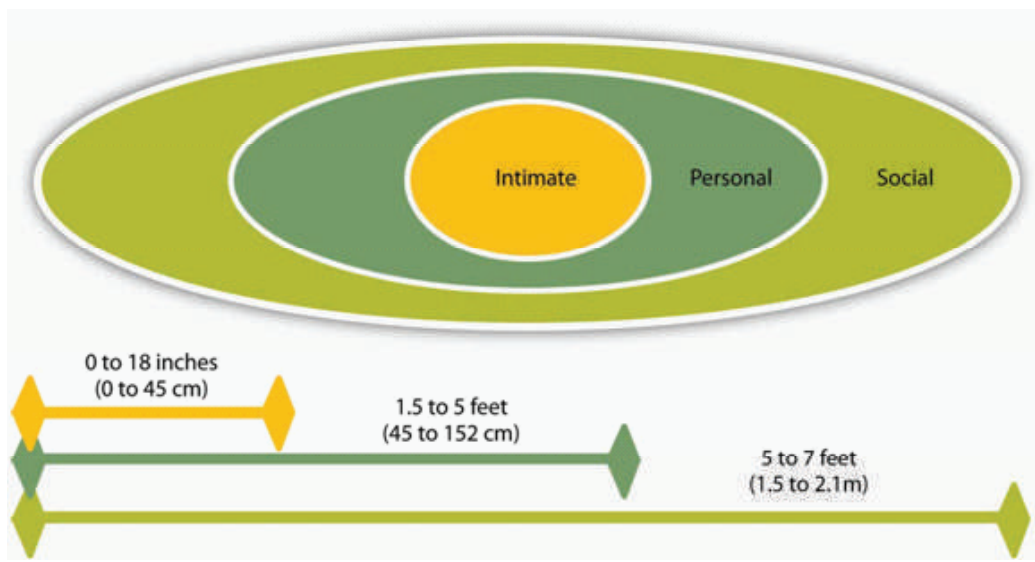 Intimate
Personal
Social
0 to 18 inches
(0 to 45 cm)
1.5 to 5 feet
(45 to 152 cm)
5 to 7 feet
(1.5 to 2.1m)